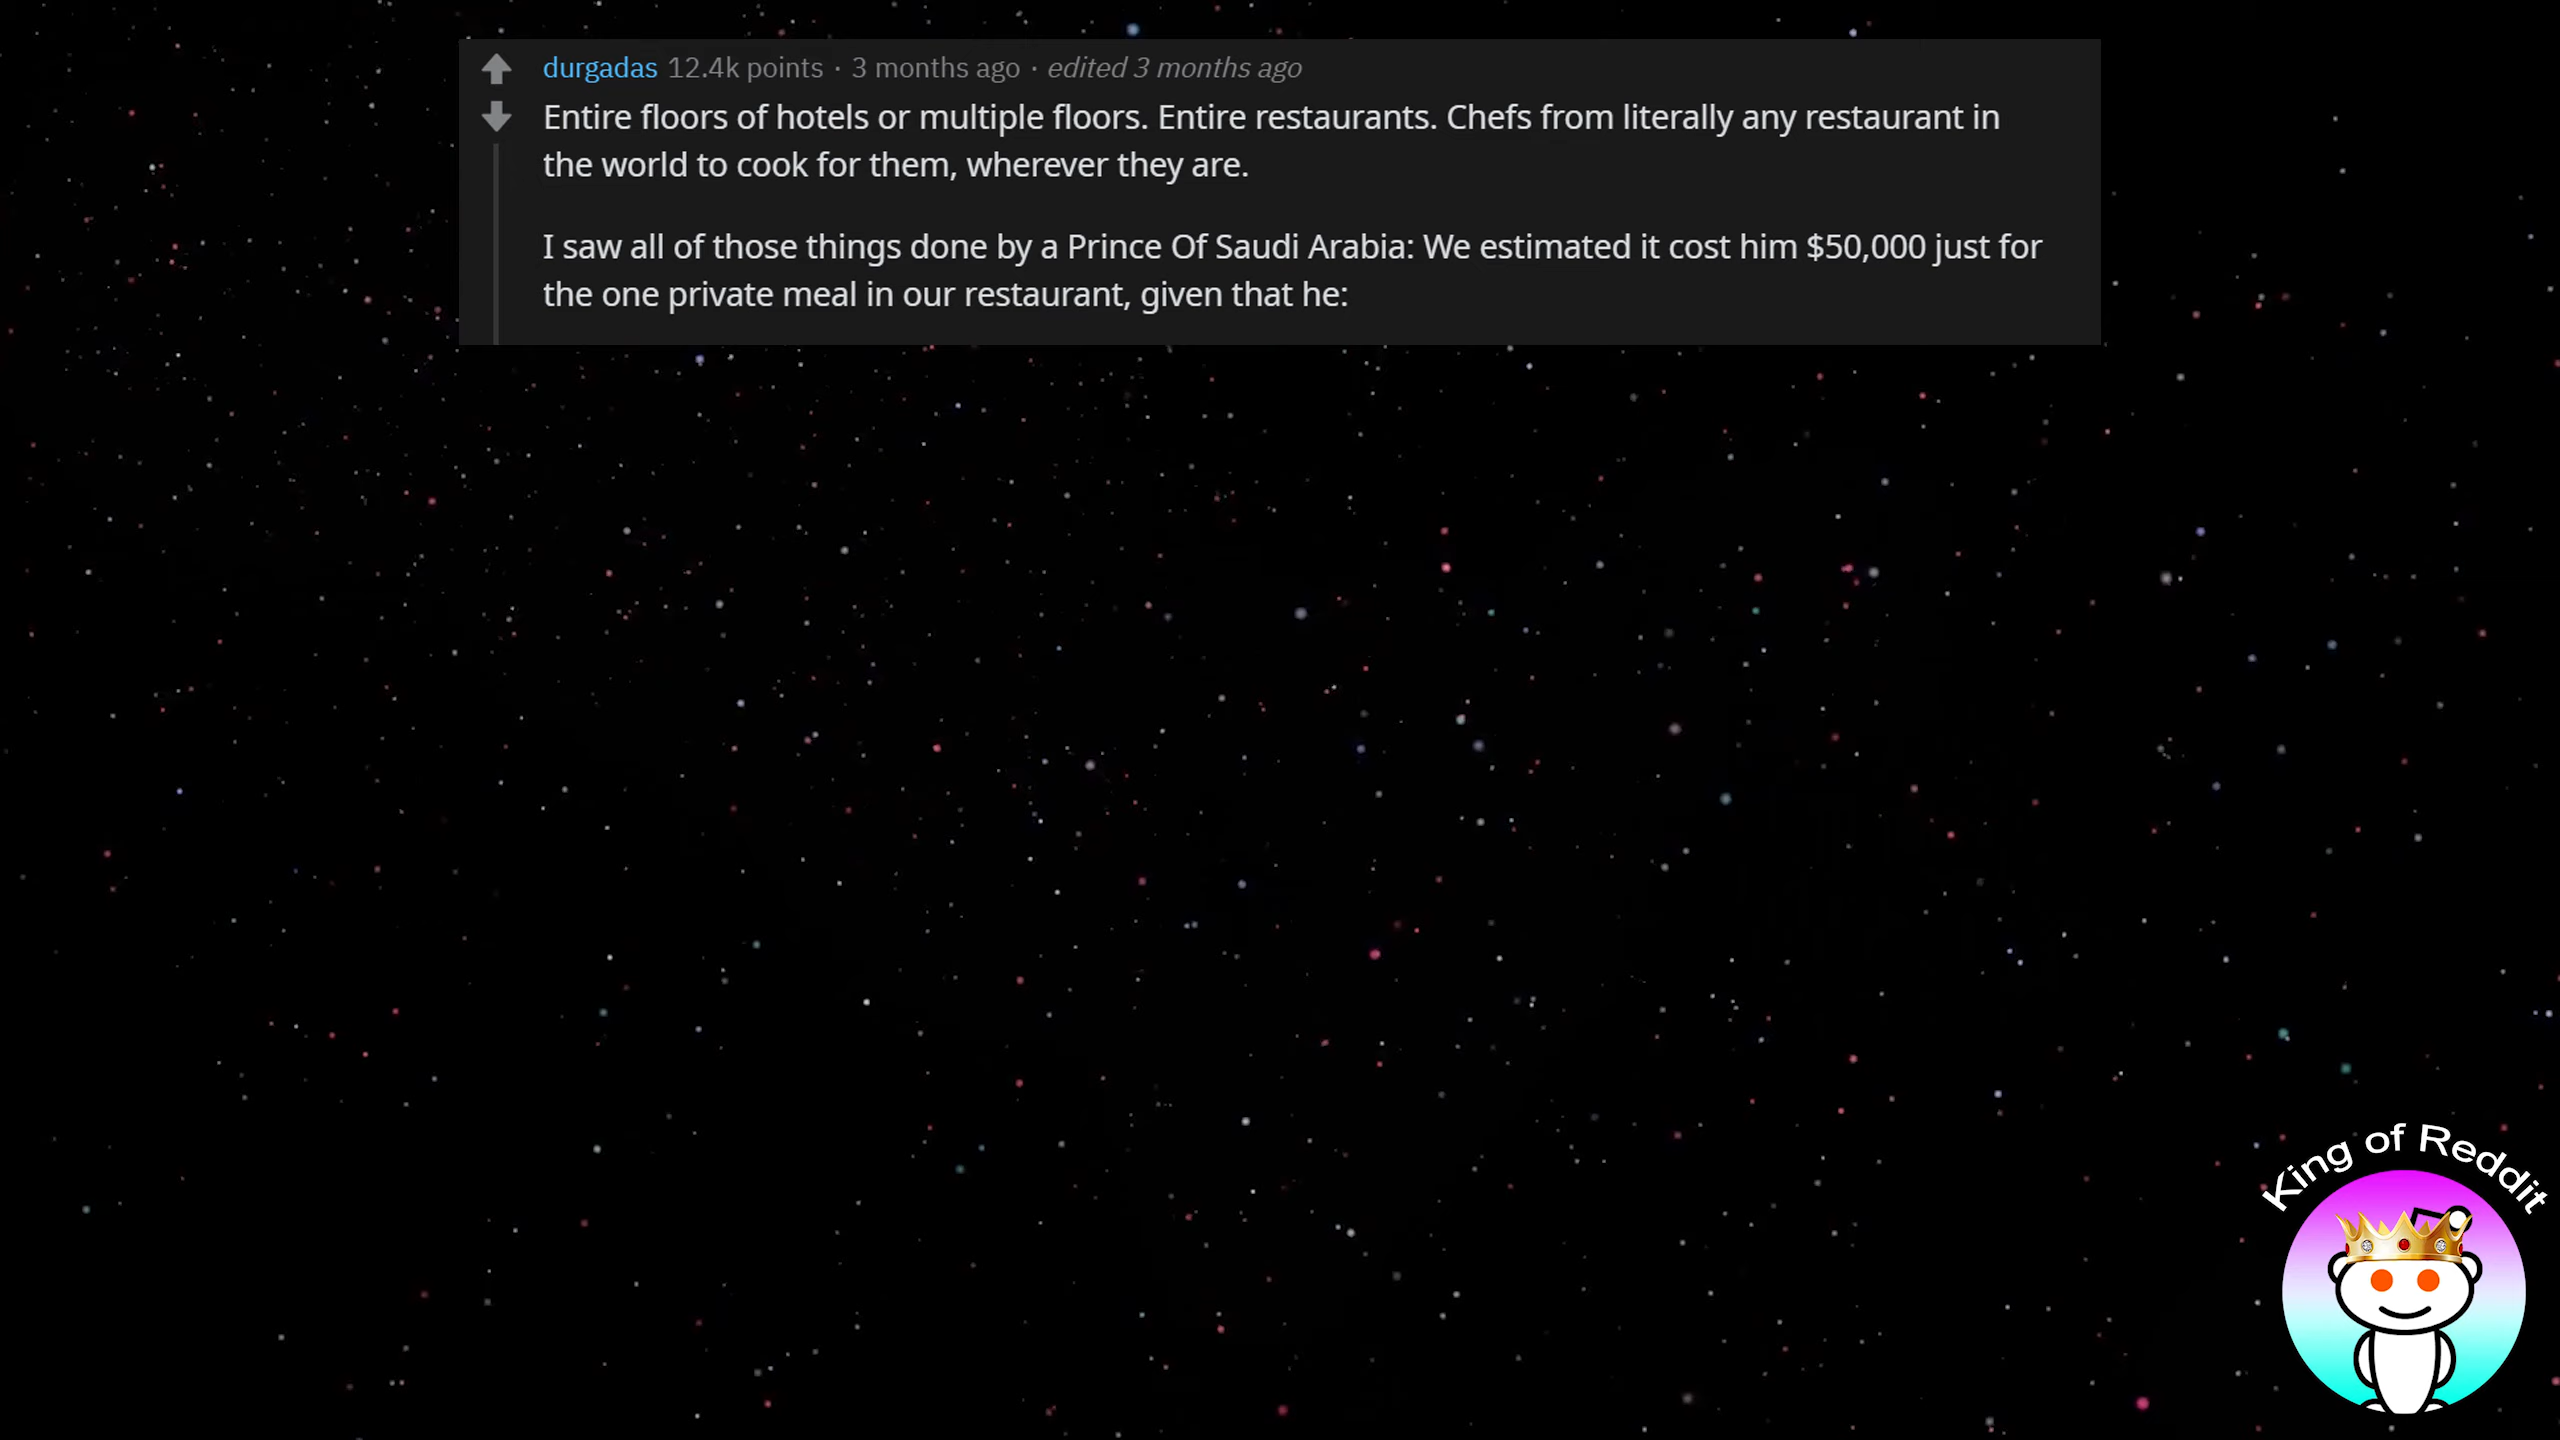 durgadas 12.4k points · 3 months ago · edited 3 months ago
Entire floors of hotels or multiple floors. Entire restaurants. Chefs from literally any restaurant in
the world to cook for them, wherever they are.
I saw all of those things done by a Prince Of Saudi Arabia: We estimated it cost him $50,000 just for
the one private meal in our restaurant, given that he:
King of Reddit